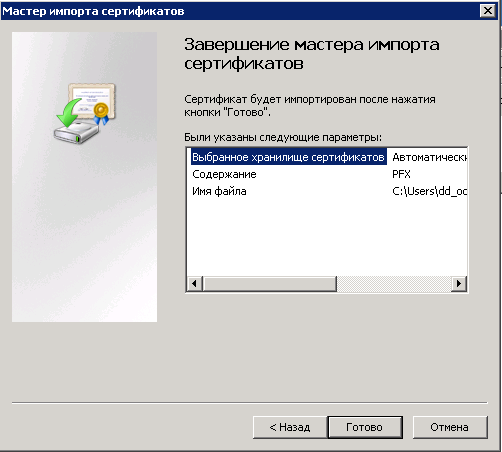 Мастер импорта сертификатов
Завершение мастера импорта
сертификатов
Сертификат будет импортирован после нажатия
кнопки "Готово".
Были указаны следующие параметры:
Выбранное хранилище сертификатов Автоматически
Содержание PFX
Имя файла C:\Users\dd_oc
< Назад Готово Отмена